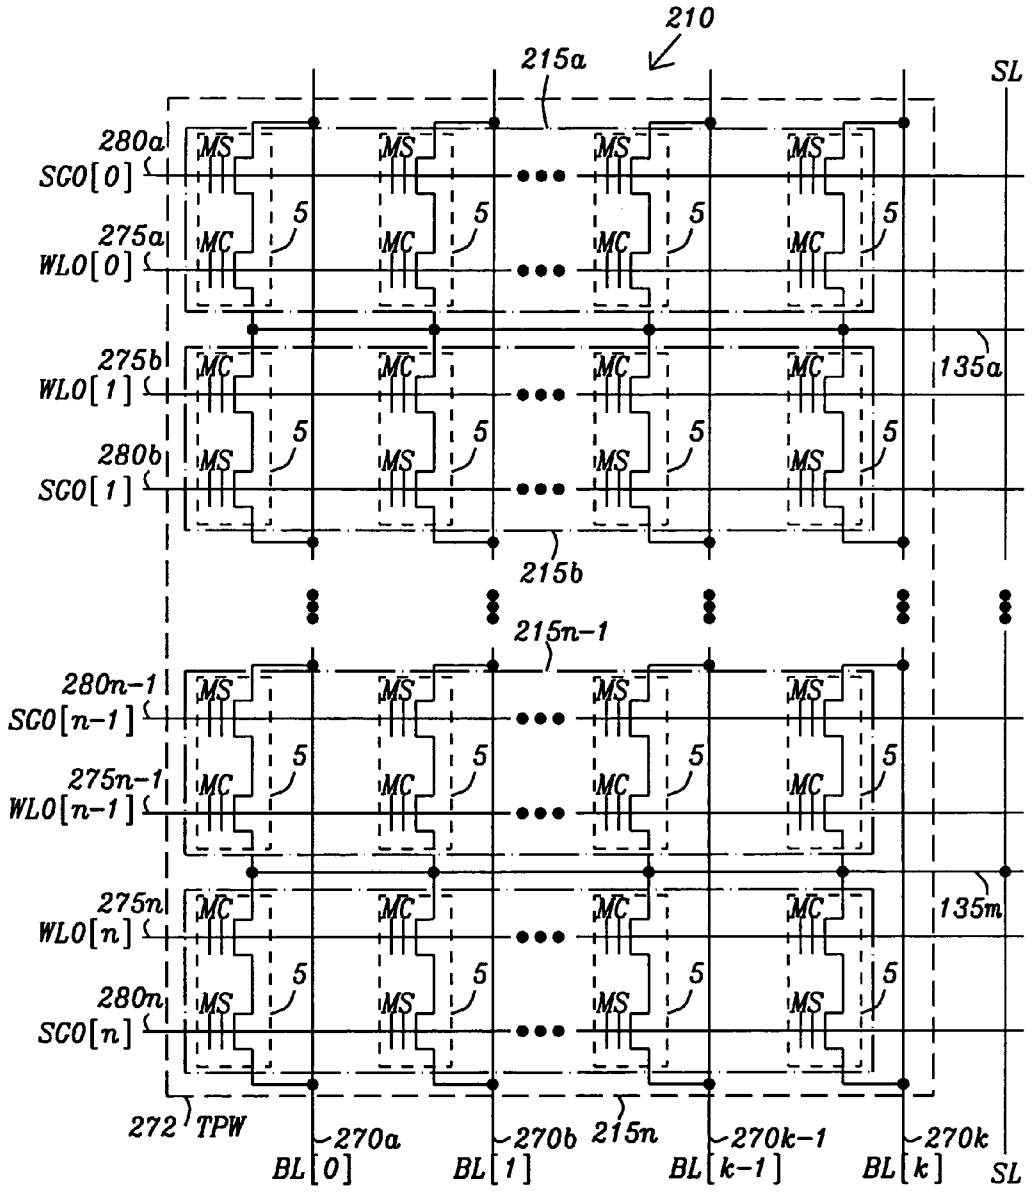 210
215a
SL
280a
MS MS MS MS
SG0[0]
275a
5 5 5 5
MC MC MC MC
WL0[0]
275b
MC MC MC MC
135a
WL0[1]
280b
5 5 5 5
MS MS MS MS
SG0[1]
215b
215n-1
280n-1
MS MS MS MS
SG0[n-1]
275n-1
5 5 5 5
MC MC MC MC
WL0[n-1]
275n
MC MC MC MC
135m
WL0[n]
280n
5 5 5 5
MS MS MS MS
SG0[n]
272 TPW
270a 270b 215n 270k-1 270k
BL[0] BL[1] BL[k-1] BL[k] SL